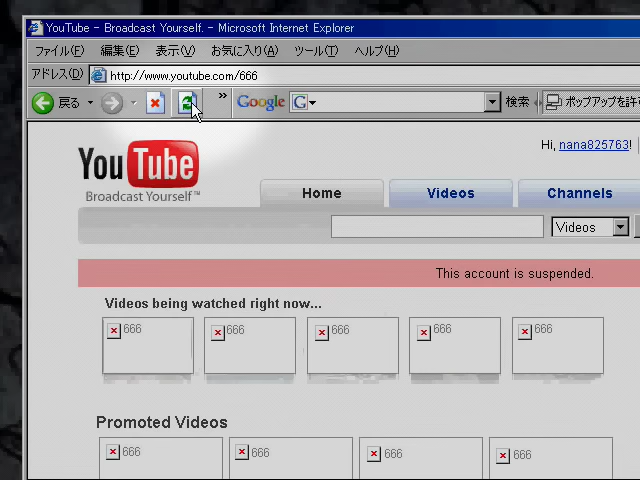 YouTube - Broadcast Yourself. - Microsoft Internet Explorer
ファイル(F) 編集(E) 表示(V) お気に入り(A) ツール(T) ヘルプ(H)
アドレス(D) http://www.youtube.com/666
戻る » Google G 検索 ポップアップを許
Hi, nana825763!
YouTube
Broadcast Yourself™
Home Videos Channels
Videos
This account is suspended.
Videos being watched right now...
666 666 666 666 666
Promoted Videos
666 666 666 666